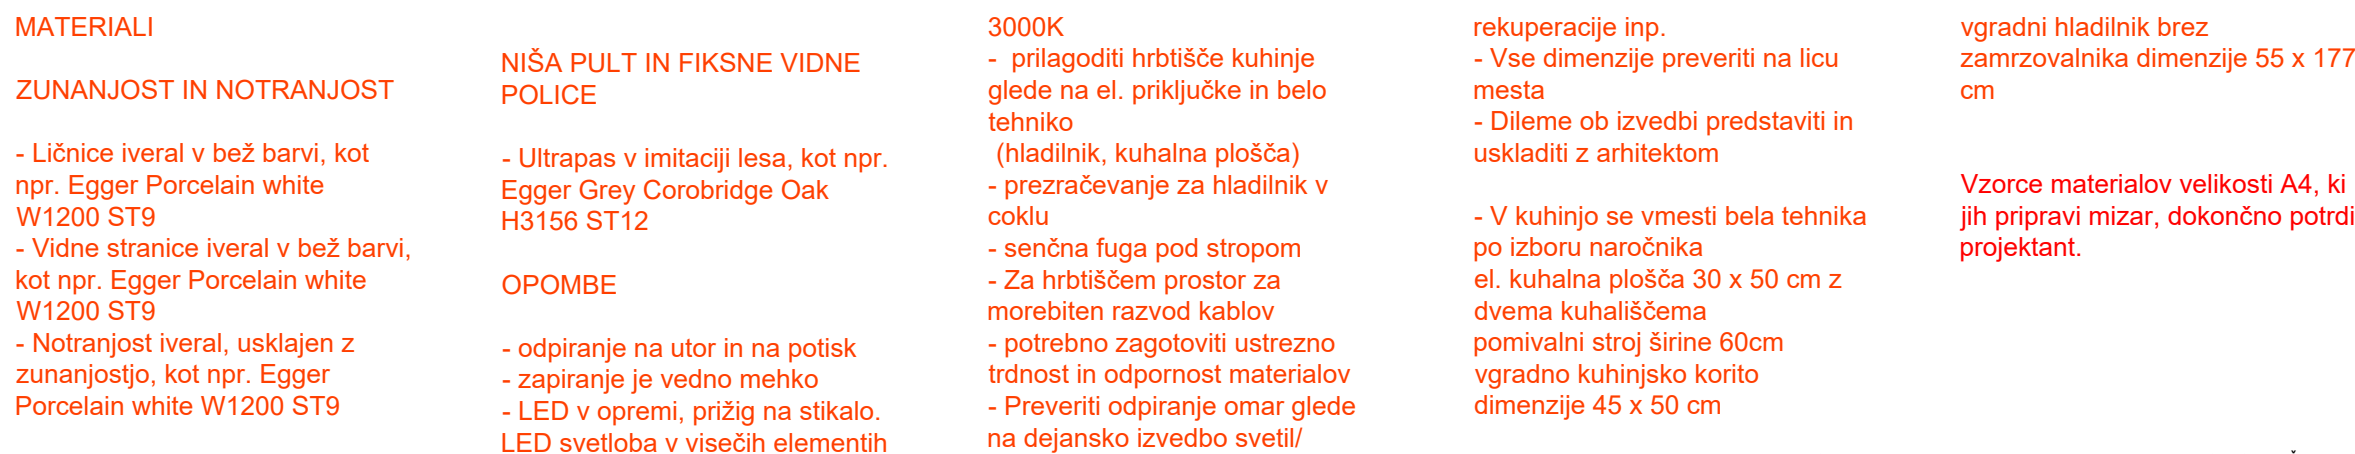 MATERIALI
ZUNANJOST IN NOTRANJOST
- Ličnice iveral v bež barvi, kot
npr. Egger Porcelain white
W1200 ST9
- Vidne stranice iveral v bež barvi,
kot npr. Egger Porcelain white
W1200 ST9
- Notranjost iveral, usklajen z
zunanjostjo, kot npr. Egger
Porcelain white W1200 ST9
NIŠA PULT IN FIKSNE VIDNE
POLICE
- Ultrapas v imitaciji lesa, kot npr.
Egger Grey Corobridge Oak
H3156 ST12
OPOMBE
- odpiranje na utor in na potisk
- zapiranje je vedno mehko
- LED v opremi, prižig na stikalo.
LED svetloba v visečih elementih
3000K
- prilagoditi hrbtišče kuhinje
glede na el. priključke in belo
tehniko
(hladilnik, kuhalna plošča)
- prezračevanje za hladilnik v
coklu
- senčna fuga pod stropom
- Za hrbtiščem prostor za
morebiten razvod kablov
- potrebno zagotoviti ustrezno
trdnost in odpornost materialov
- Preveriti odpiranje omar glede
na dejansko izvedbo svetil/
rekuperacije inp.
- Vse dimenzije preveriti na licu
mesta
- Dileme ob izvedbi predstaviti in
uskladiti z arhitektom
- V kuhinjo se vmesti bela tehnika
po izboru naročnika
el. kuhalna plošča 30 x 50 cm z
dvema kuhališčema
pomivalni stroj širine 60cm
vgradno kuhinjsko korito
dimenzije 45 x 50 cm
vgradni hladilnik brez
zamrzovalnika dimenzije 55 x 177
cm
Vzorce materialov velikosti A4, ki
jih pripravi mizar, dokončno potrdi
projektant.